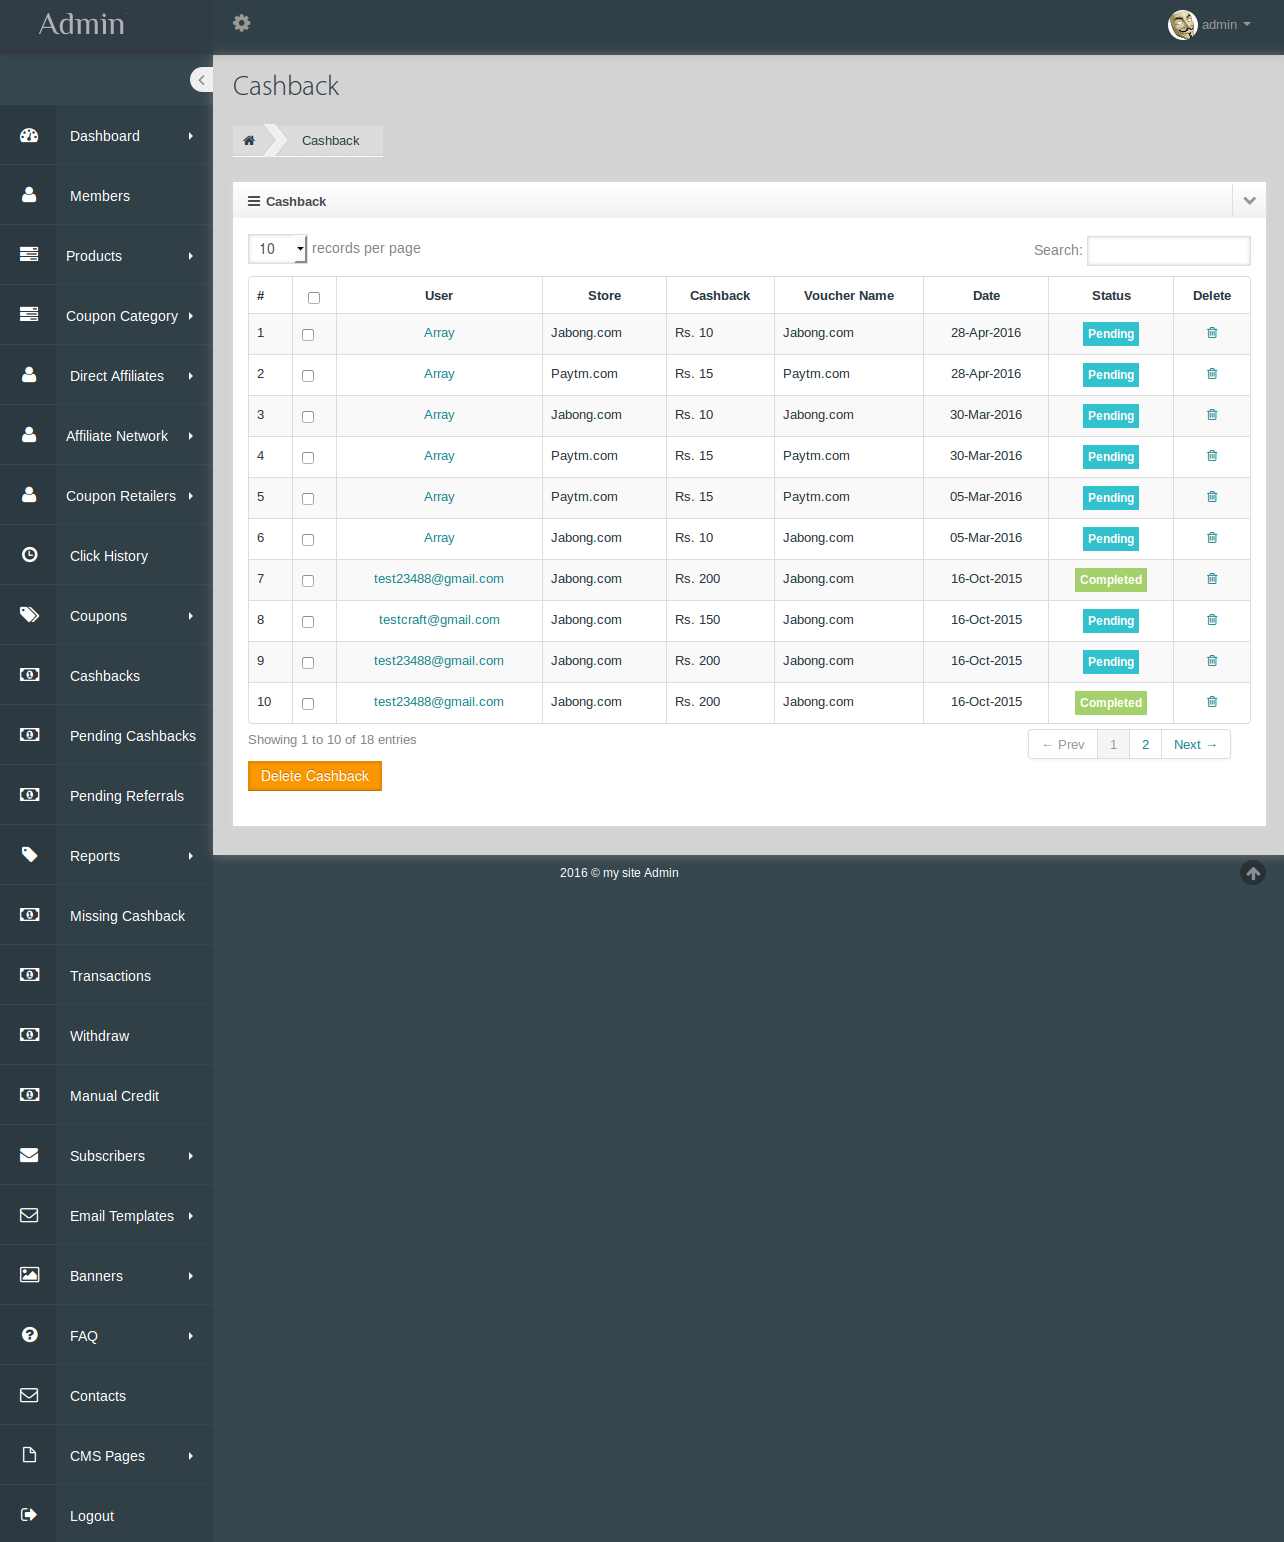 Admin
admin
Dashboard
Members
Products
Coupon Category
Direct Affiliates
Affiliate Network
Coupon Retailers
Click History
Coupons
Cashbacks
Pending Cashbacks
Pending Referrals
Reports
Missing Cashback
Transactions
Withdraw
Manual Credit
Subscribers
Email Templates
Banners
FAQ
Contacts
CMS Pages
Logout
Cashback
Cashback
Cashback
10 records per page
Search:
# User Store Cashback Voucher Name Date Status Delete
1 Array Jabong.com Rs. 10 Jabong.com 28-Apr-2016 Pending
2 Array Paytm.com Rs. 15 Paytm.com 28-Apr-2016 Pending
3 Array Jabong.com Rs. 10 Jabong.com 30-Mar-2016 Pending
4 Array Paytm.com Rs. 15 Paytm.com 30-Mar-2016 Pending
5 Array Paytm.com Rs. 15 Paytm.com 05-Mar-2016 Pending
6 Array Jabong.com Rs. 10 Jabong.com 05-Mar-2016 Pending
7 test23488@gmail.com Jabong.com Rs. 200 Jabong.com 16-Oct-2015 Completed
8 testcraft@gmail.com Jabong.com Rs. 150 Jabong.com 16-Oct-2015 Pending
9 test23488@gmail.com Jabong.com Rs. 200 Jabong.com 16-Oct-2015 Pending
10 test23488@gmail.com Jabong.com Rs. 200 Jabong.com 16-Oct-2015 Completed
Showing 1 to 10 of 18 entries
← Prev 1 2 Next →
Delete Cashback
2016 © my site Admin